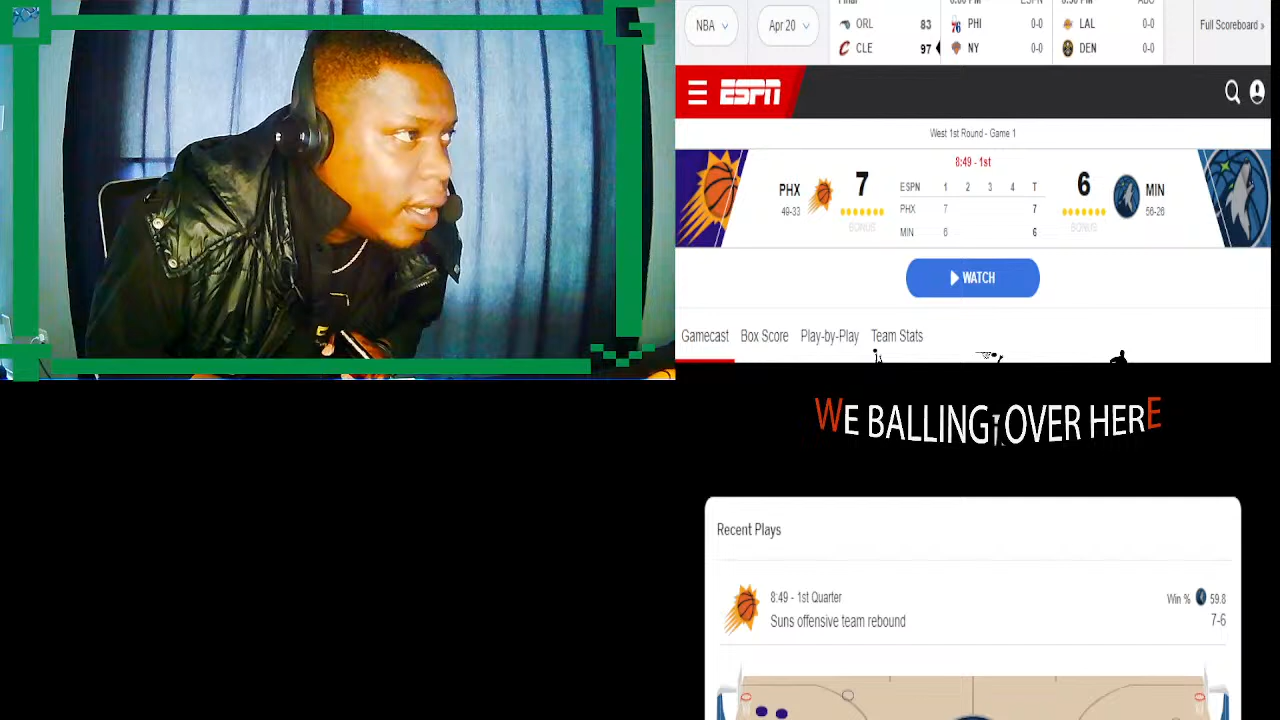 NBA
Apr 20
ORL 83
CLE 97
PHI 0-0
NY 0-0
LAL 0-0
DEN 0-0
Full Scoreboard »
ESPN
West 1st Round - Game 1
8:49 - 1st
PHX
49-33
7
BONUS
ESPN 1 2 3 4 T
PHX 7 7
MIN 6 6
6
BONUS
MIN
56-26
WATCH
Gamecast Box Score Play-by-Play Team Stats
WE BALLING OVER HERE
Recent Plays
8:49 - 1st Quarter
Suns offensive team rebound
Win % 59.8
7-6